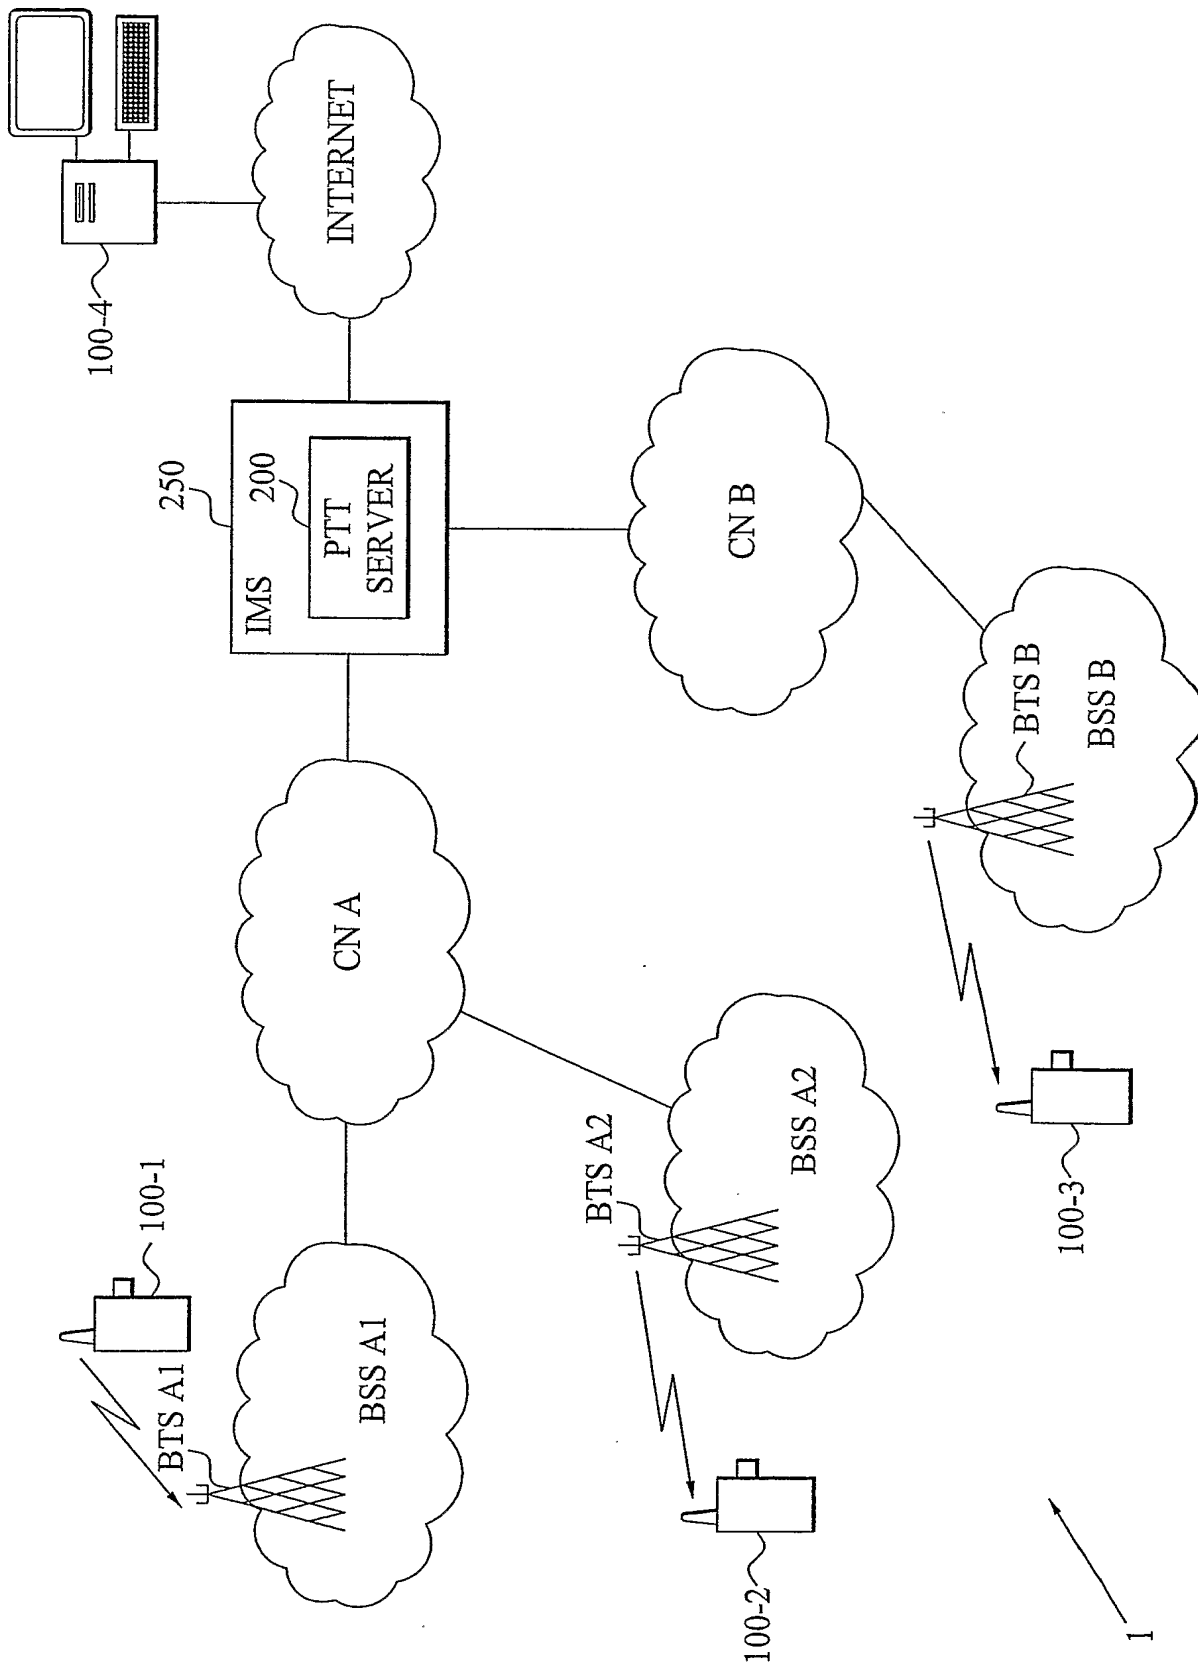 100-1
BTS A1
BSS A1
CN A
250
IMS
200
PTT
SERVER
100-4
INTERNET
BTS A2
BSS A2
100-2
CN B
BTS B
BSS B
100-3
1